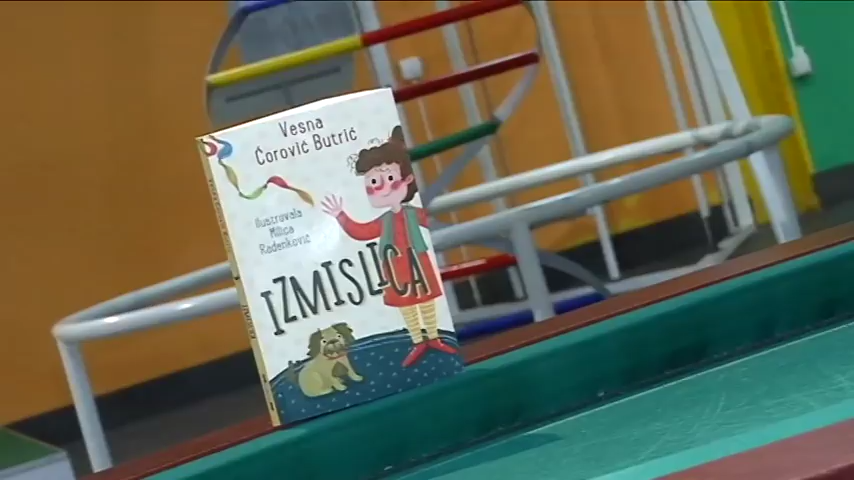 Vesna
Ćorović Butrić
Ilustrovala
Milica
Radenković
IZMISLICA